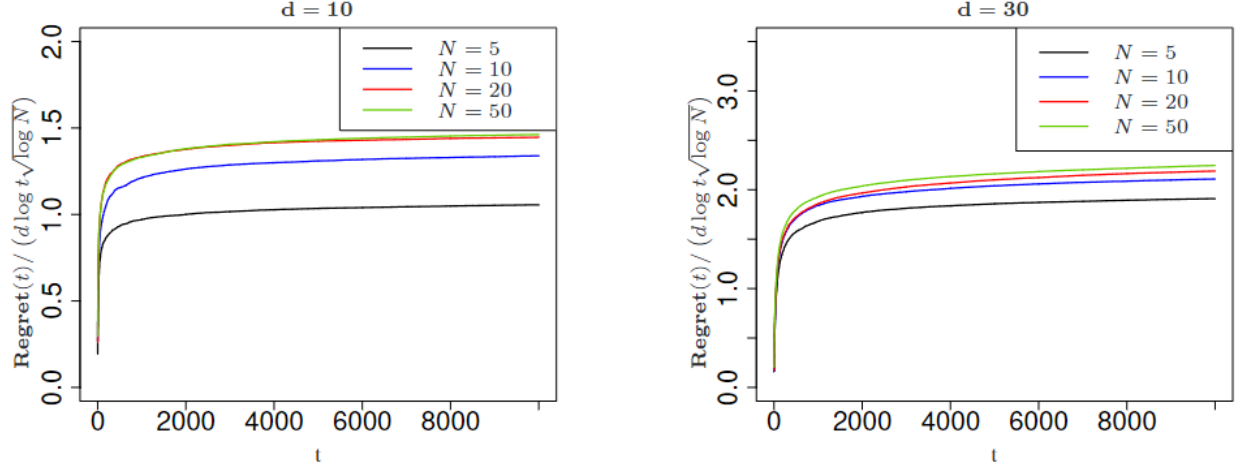 d = 10
Regret(t)/ (d log t√log N)
2.0
1.5
1.0
0.5
0.0
N = 5
N = 10
N = 20
N = 50
0 2000 4000 6000 8000
t
d = 30
Regret(t)/ (d log t√log N)
3.0
2.0
1.0
0.0
N = 5
N = 10
N = 20
N = 50
0 2000 4000 6000 8000
t